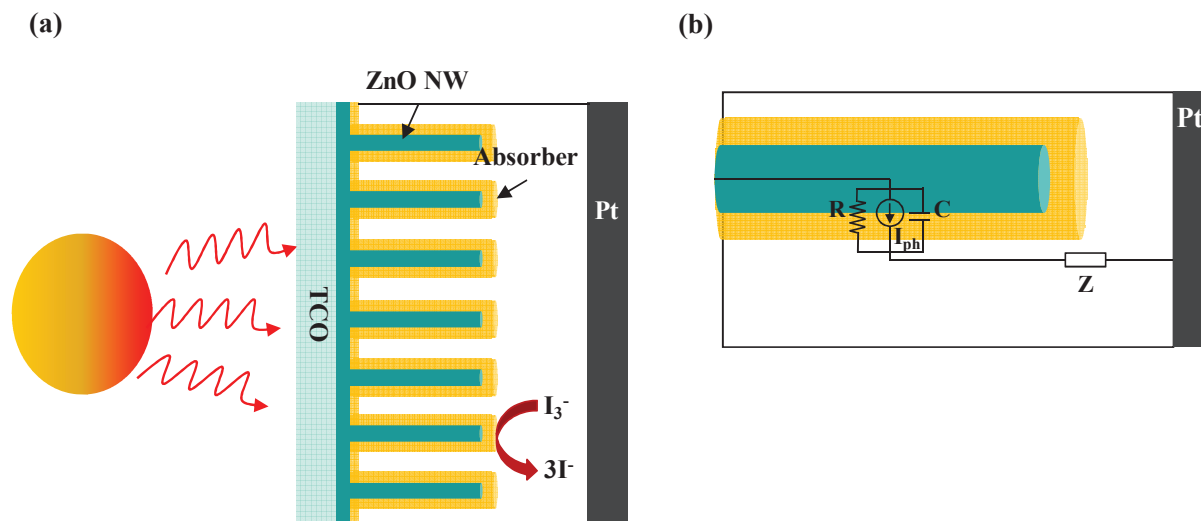 (a)
ZnO NW
Absorber
Pt
TCO
I₃⁻
3I⁻
(b)
Pt
R
C
Iₚₕ
Z